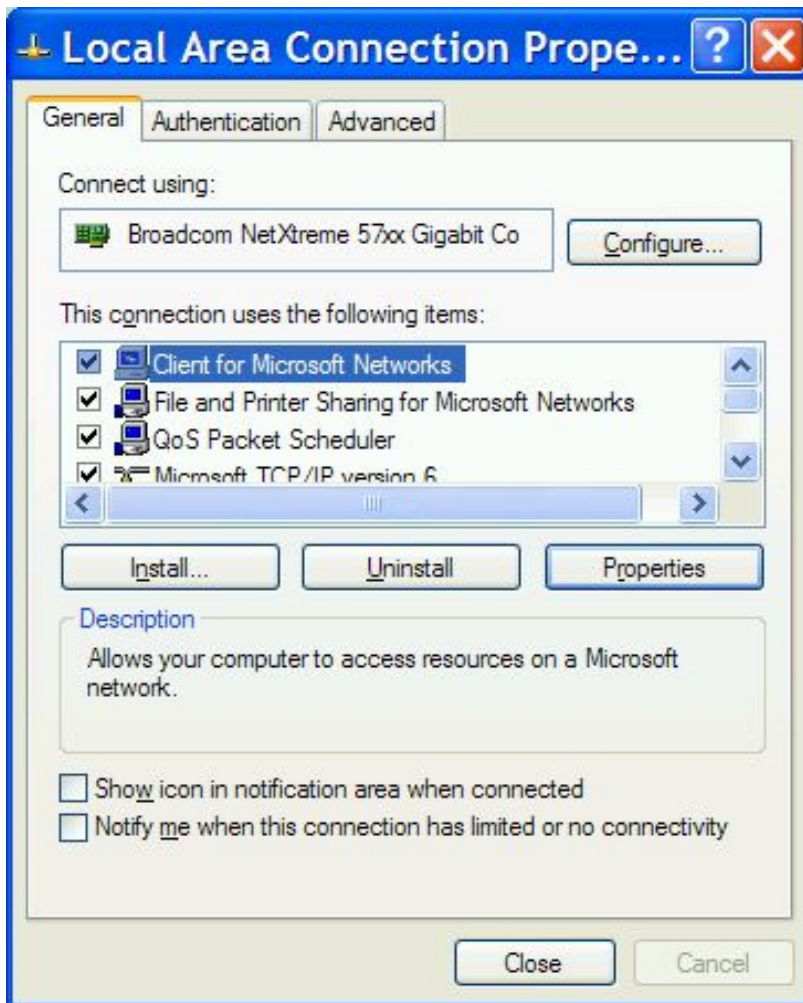 Local Area Connection Prope...
General
Authentication
Advanced
Connect using:
Broadcom NetXtreme 57xx Gigabit Co
Configure...
This connection uses the following items:
Client for Microsoft Networks
File and Printer Sharing for Microsoft Networks
QoS Packet Scheduler
Microsoft TCP/IP version 6
Install...
Uninstall
Properties
Description
Allows your computer to access resources on a Microsoft
network.
Show icon in notification area when connected
Notify me when this connection has limited or no connectivity
Close
Cancel